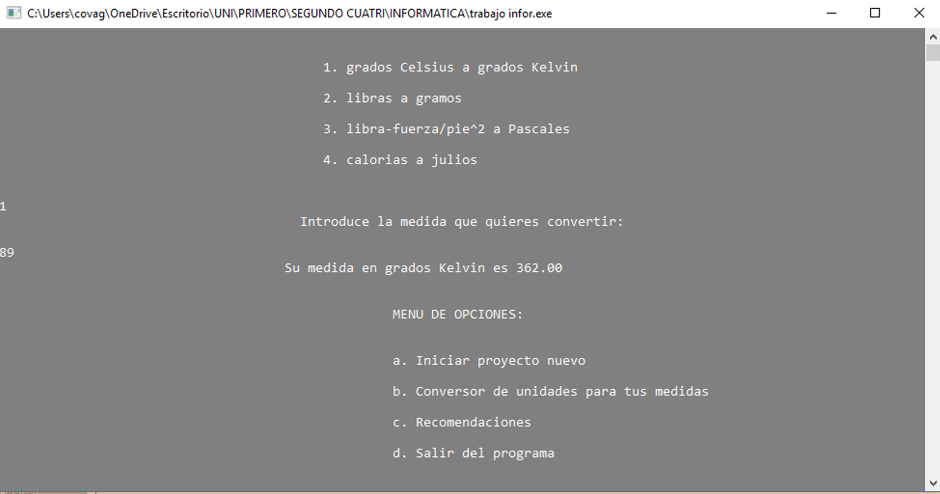 C:\Users\covag\OneDrive\Escritorio\UNI\PRIMERO\SEGUNDO CUATRI\INFORMATICA\trabajo infor.exe
1. grados Celsius a grados Kelvin
2. libras a gramos
3. libra-fuerza/pie^2 a Pascales
4. calorias a julios
1
Introduce la medida que quieres convertir:
89
Su medida en grados Kelvin es 362.00
MENU DE OPCIONES:
a. Iniciar proyecto nuevo
b. Conversor de unidades para tus medidas
c. Recomendaciones
d. Salir del programa